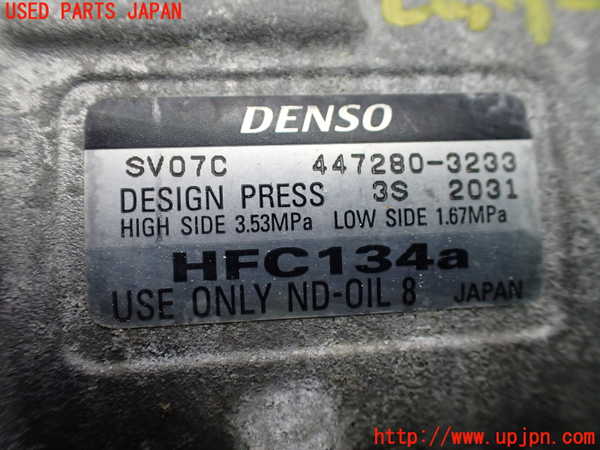 USED PARTS JAPAN
DENSO
SV07C 447280-3233
DESIGN PRESS 3S 2031
HIGH SIDE 3.53MPa LOW SIDE 1.67MPa
HFC134a
USE ONLY ND-OIL 8 JAPAN
http://www.upjpn.com/